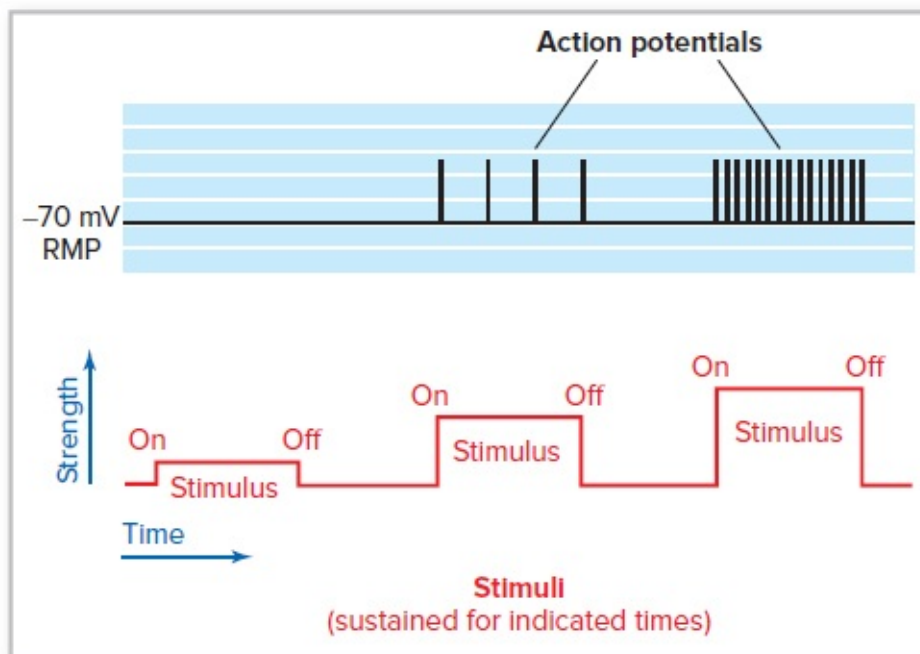 Action potentials
–70 mV
RMP
Strength
On
Off
Stimulus
On
Off
Stimulus
On
Off
Stimulus
Time
Stimuli
(sustained for indicated times)